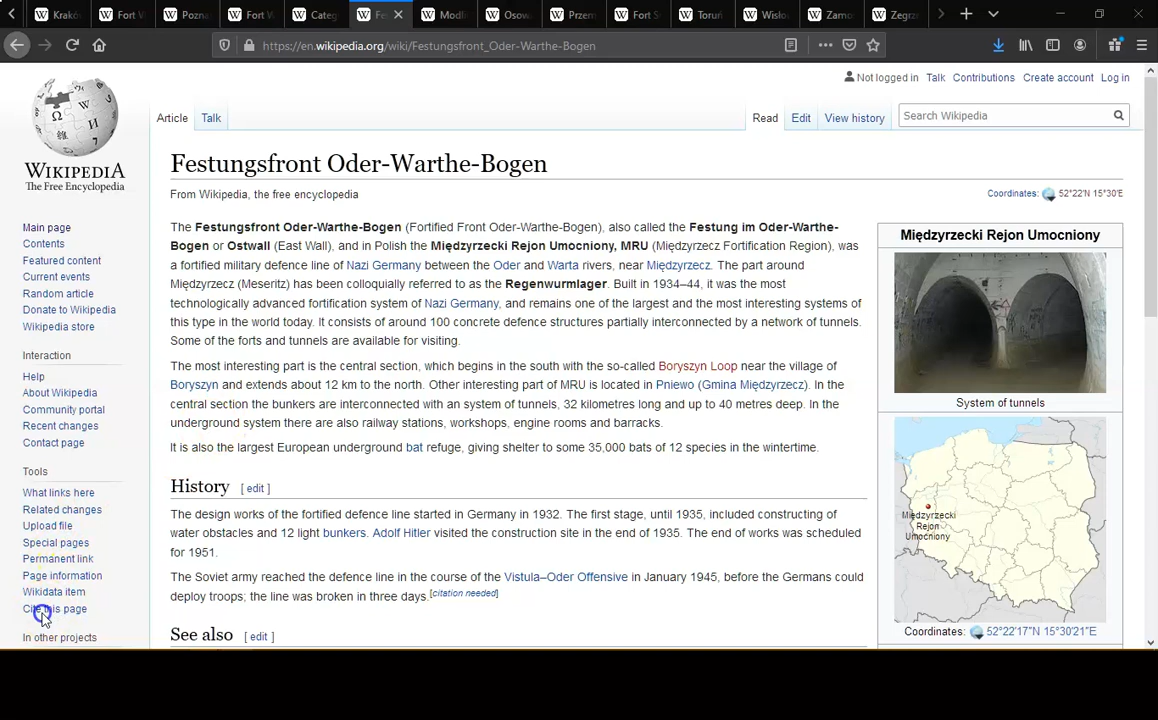 Krakó
Fort V
Pozna
Fort W
Categ
Fe
Modl
Osow
Przem
Fort S
Toruń
Wisło
Zamo
Zegrz
https://en.wikipedia.org/wiki/Festungsfront_Oder-Warthe-Bogen
Not logged in Talk Contributions Create account Log in
Article Talk Read Edit View history Search Wikipedia
WIKIPEDIA
The Free Encyclopedia
Main page
Contents
Featured content
Current events
Random article
Donate to Wikipedia
Wikipedia store
Interaction
Help
About Wikipedia
Community portal
Recent changes
Contact page
Tools
What links here
Related changes
Upload file
Special pages
Permanent link
Page information
Wikidata item
Cite this page
In other projects
Festungsfront Oder-Warthe-Bogen
From Wikipedia, the free encyclopedia
Coordinates: 52°22′N 15°30′E
The Festungsfront Oder-Warthe-Bogen (Fortified Front Oder-Warthe-Bogen), also called the Festung im Oder-Warthe-
Bogen or Ostwall (East Wall), and in Polish the Międzyrzecki Rejon Umocniony, MRU (Międzyrzecz Fortification Region), was
a fortified military defence line of Nazi Germany between the Oder and Warta rivers, near Międzyrzecz. The part around
Międzyrzecz (Meseritz) has been colloquially referred to as the Regenwurmlager. Built in 1934–44, it was the most
technologically advanced fortification system of Nazi Germany, and remains one of the largest and the most interesting systems of
this type in the world today. It consists of around 100 concrete defence structures partially interconnected by a network of tunnels.
Some of the forts and tunnels are available for visiting.
The most interesting part is the central section, which begins in the south with the so-called Boryszyn Loop near the village of
Boryszyn and extends about 12 km to the north. Other interesting part of MRU is located in Pniewo (Gmina Międzyrzecz). In the
central section the bunkers are interconnected with an system of tunnels, 32 kilometres long and up to 40 metres deep. In the
underground system there are also railway stations, workshops, engine rooms and barracks.
It is also the largest European underground bat refuge, giving shelter to some 35,000 bats of 12 species in the wintertime.
History [ edit ]
The design works of the fortified defence line started in Germany in 1932. The first stage, until 1935, included constructing of
water obstacles and 12 light bunkers. Adolf Hitler visited the construction site in the end of 1935. The end of works was scheduled
for 1951.
The Soviet army reached the defence line in the course of the Vistula–Oder Offensive in January 1945, before the Germans could
deploy troops; the line was broken in three days.[citation needed]
See also [ edit ]
Międzyrzecki Rejon Umocniony
System of tunnels
Międzyrzecki
Rejon
Umocniony
Coordinates: 52°22′17″N 15°30′21″E